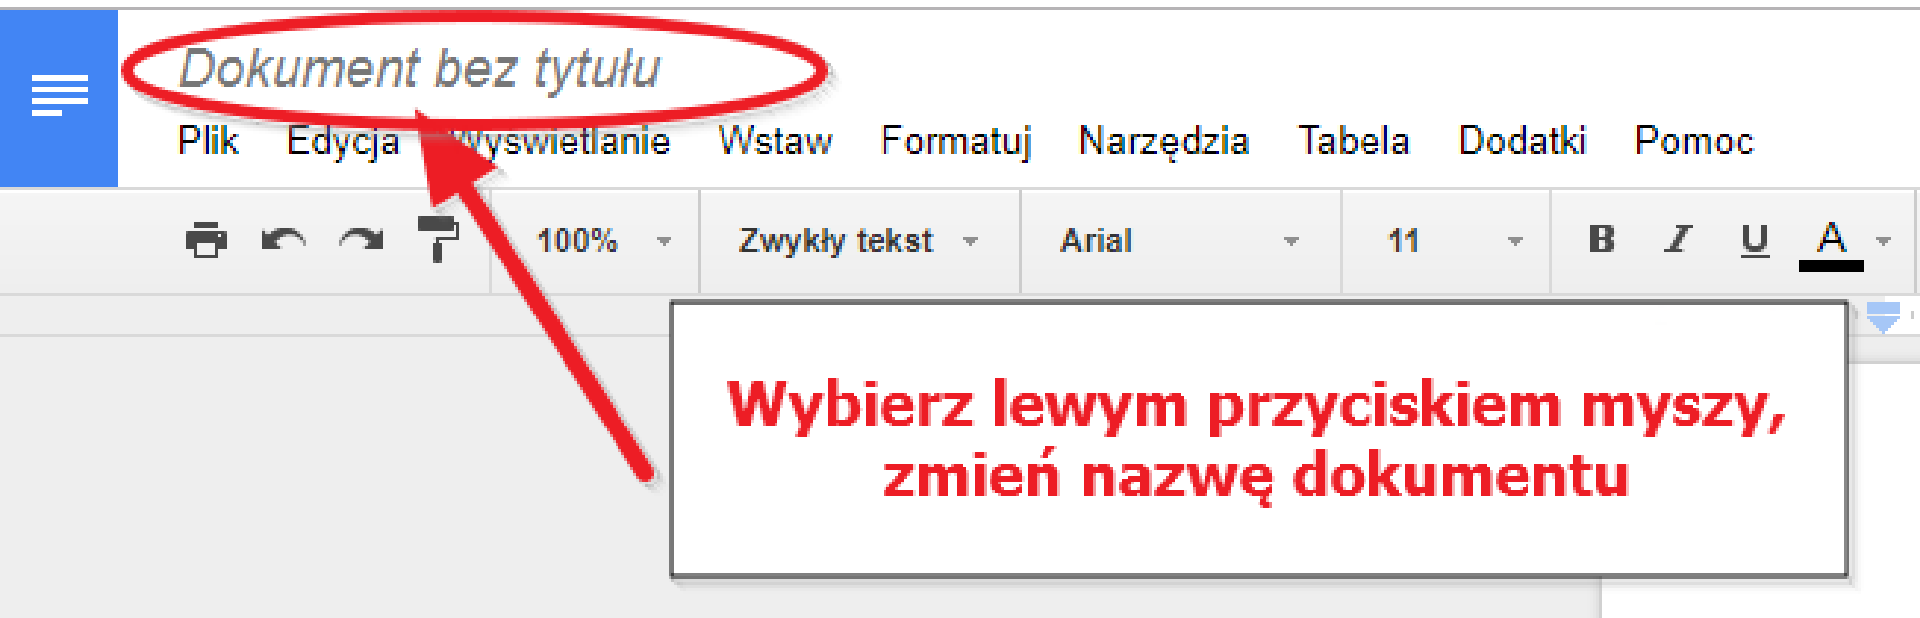 Dokument bez tytułu
Plik Edycja Wyświetlanie Wstaw Formatuj Narzędzia Tabela Dodatki Pomoc
100% Zwykły tekst Arial 11 B I U A
Wybierz lewym przyciskiem myszy,
zmień nazwę dokumentu